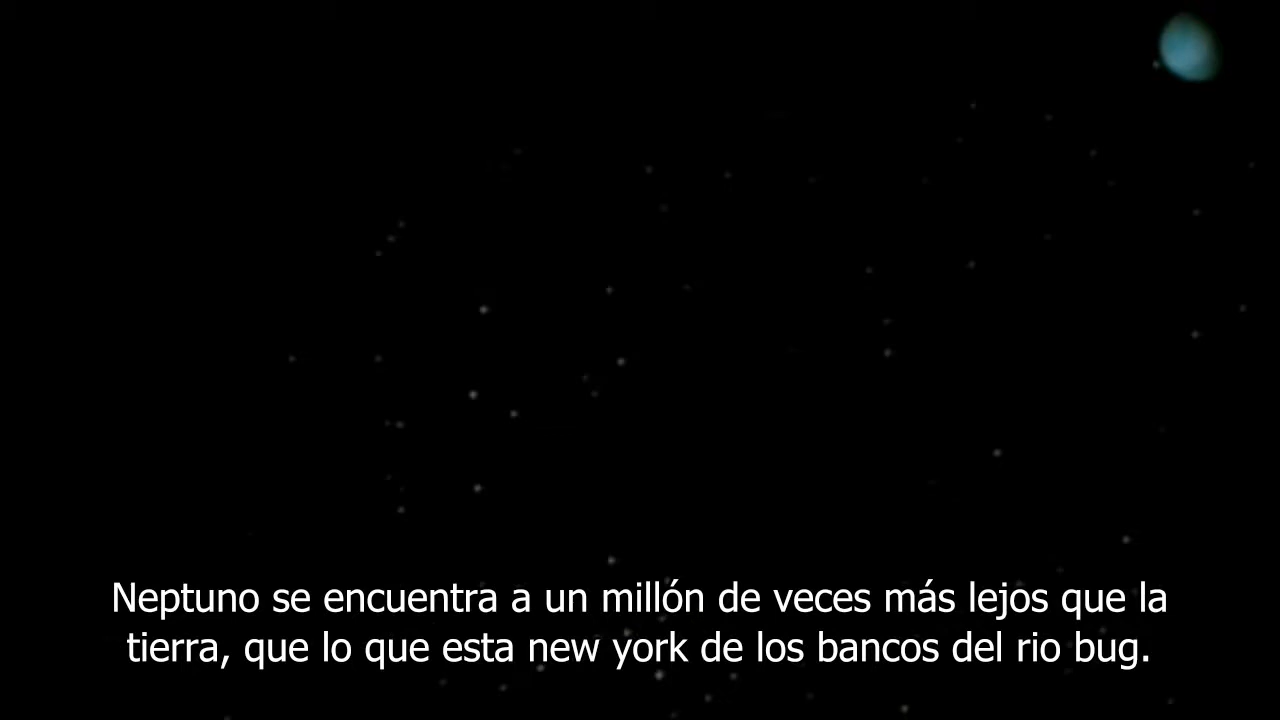 Neptuno se encuentra a un millón de veces más lejos que la
tierra, que lo que esta new york de los bancos del rio bug.